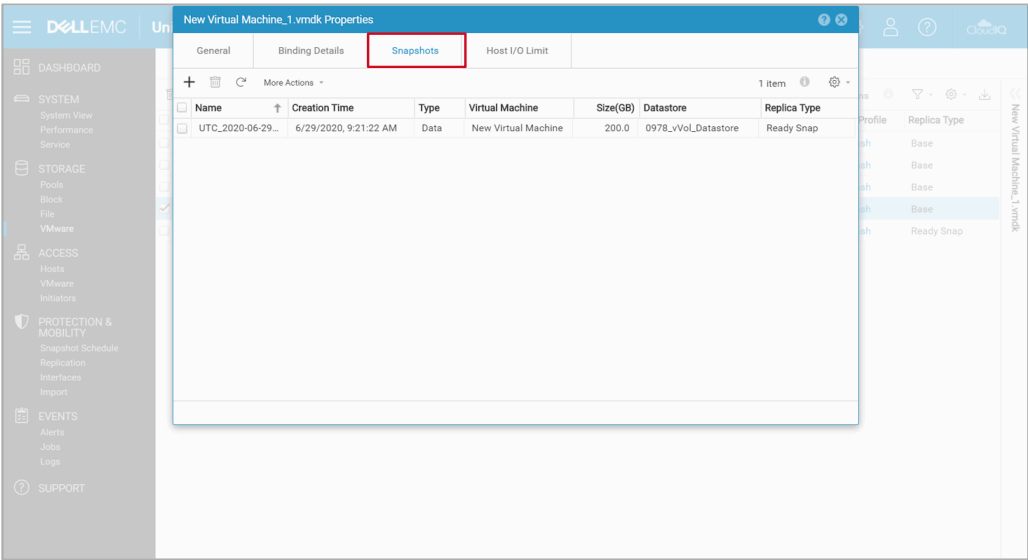 DELLEMC Un
cloudIQ
New Virtual Machine_1.vmdk Properties
General Binding Details Snapshots Host I/O Limit
More Actions 1 item
Name Creation Time Type Virtual Machine Size(GB) Datastore Replica Type
UTC_2020-06-29... 6/29/2020, 9:21:22 AM Data New Virtual Machine 200.0 0978_vVol_Datastore Ready Snap
DASHBOARD
SYSTEM
System View
Performance
Service
STORAGE
Pools
Block
File
VMware
ACCESS
Hosts
VMware
Initiators
PROTECTION &
MOBILITY
Snapshot Schedule
Replication
Interfaces
Import
EVENTS
Alerts
Jobs
Logs
SUPPORT
Profile Replica Type
Base
Base
Base
Base
Ready Snap
New Virtual Machine_1.vmdk